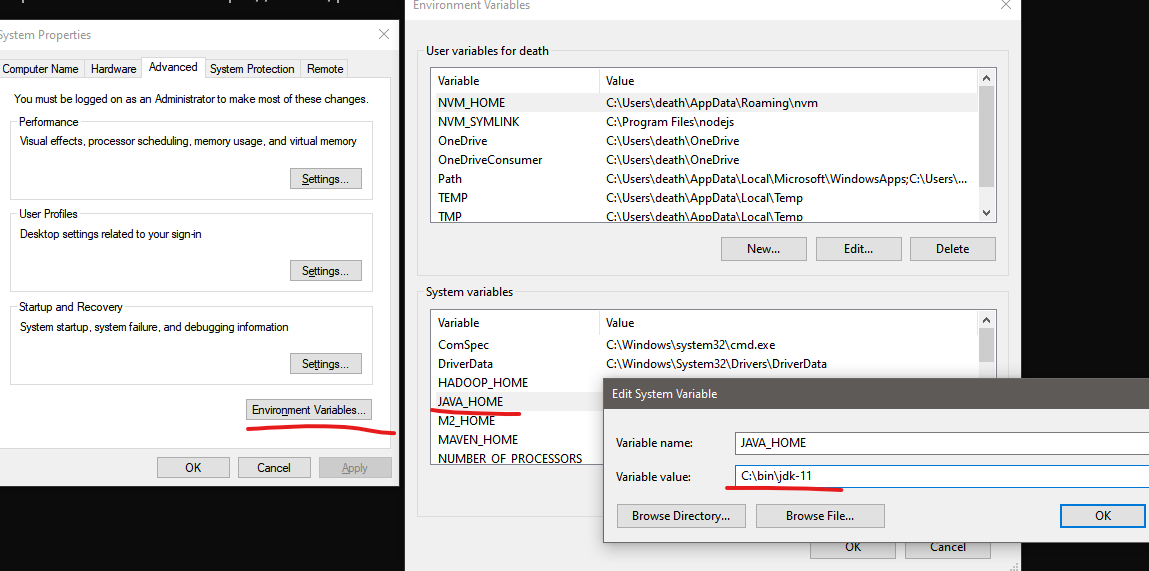 System Properties
Computer Name Hardware Advanced System Protection Remote
You must be logged on as an Administrator to make most of these changes.
Performance
Visual effects, processor scheduling, memory usage, and virtual memory
Settings...
User Profiles
Desktop settings related to your sign-in
Settings...
Startup and Recovery
System startup, system failure, and debugging information
Settings...
Environment Variables...
OK Cancel Apply
Environment Variables
User variables for death
Variable Value
NVM_HOME C:\Users\death\AppData\Roaming\nvm
NVM_SYMLINK C:\Program Files\nodejs
OneDrive C:\Users\death\OneDrive
OneDriveConsumer C:\Users\death\OneDrive
Path C:\Users\death\AppData\Local\Microsoft\WindowsApps;C:\Users\...
TEMP C:\Users\death\AppData\Local\Temp
TMP C:\Users\death\AppData\Local\Temp
New... Edit... Delete
System variables
Variable Value
ComSpec C:\Windows\system32\cmd.exe
DriverData C:\Windows\System32\Drivers\DriverData
HADOOP_HOME
JAVA_HOME
M2_HOME
MAVEN_HOME
NUMBER_OF_PROCESSORS
Edit System Variable
Variable name: JAVA_HOME
Variable value: C:\bin\jdk-11
Browse Directory... Browse File... OK
OK Cancel